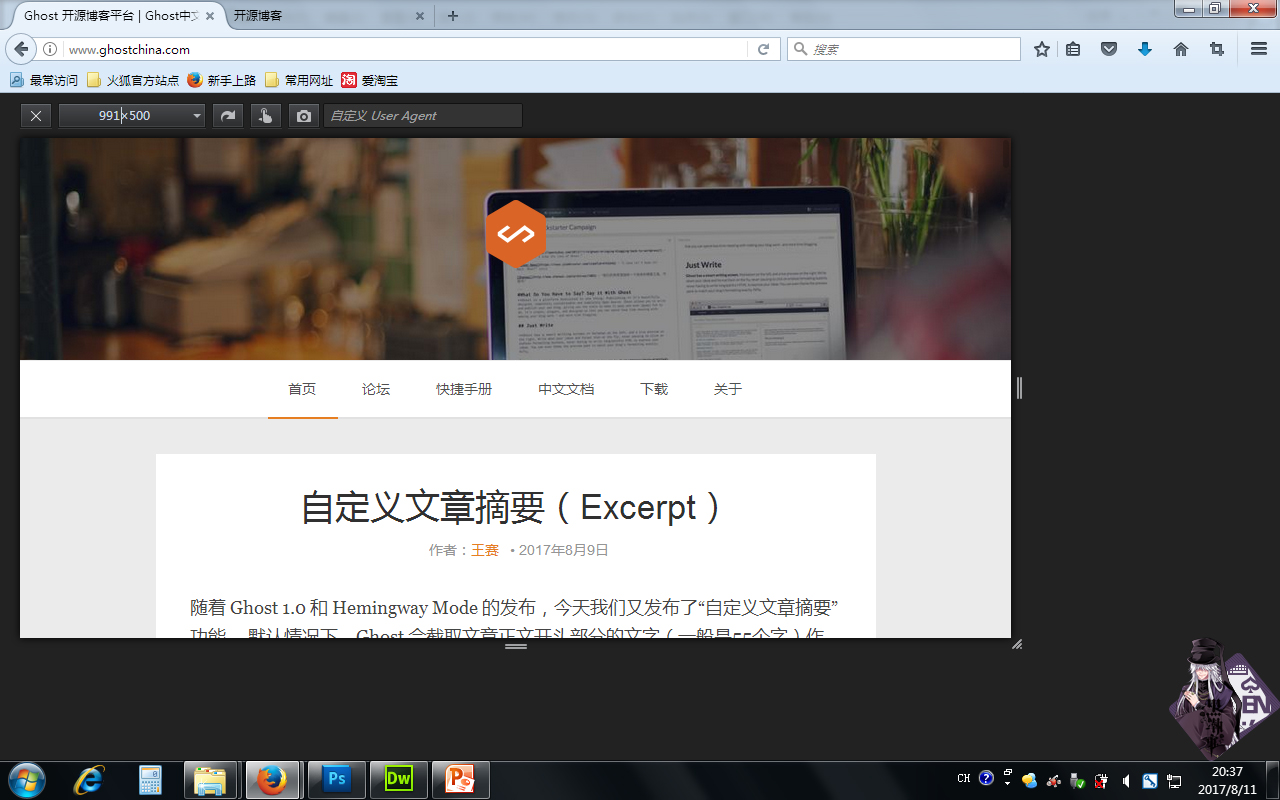 Ghost 开源博客平台 | Ghost中文
开源博客
www.ghostchina.com
搜索
最常访问
火狐官方站点
新手上路
常用网址
淘
爱淘宝
991×500
自定义 User Agent
Kickstarter Campaign
Just Write
## Just Write
首页
论坛
快捷手册
中文文档
下载
关于
自定义文章摘要（Excerpt）
作者：王赛 • 2017年8月9日
随着 Ghost 1.0 和 Hemingway Mode 的发布，今天我们又发布了“自定义文章摘要”
功能。默认情况下，Ghost 会截取文章正文开头部分的文字（一般是55个字）作
EN
Ps
Dw
P
CH
20:37
2017/8/11